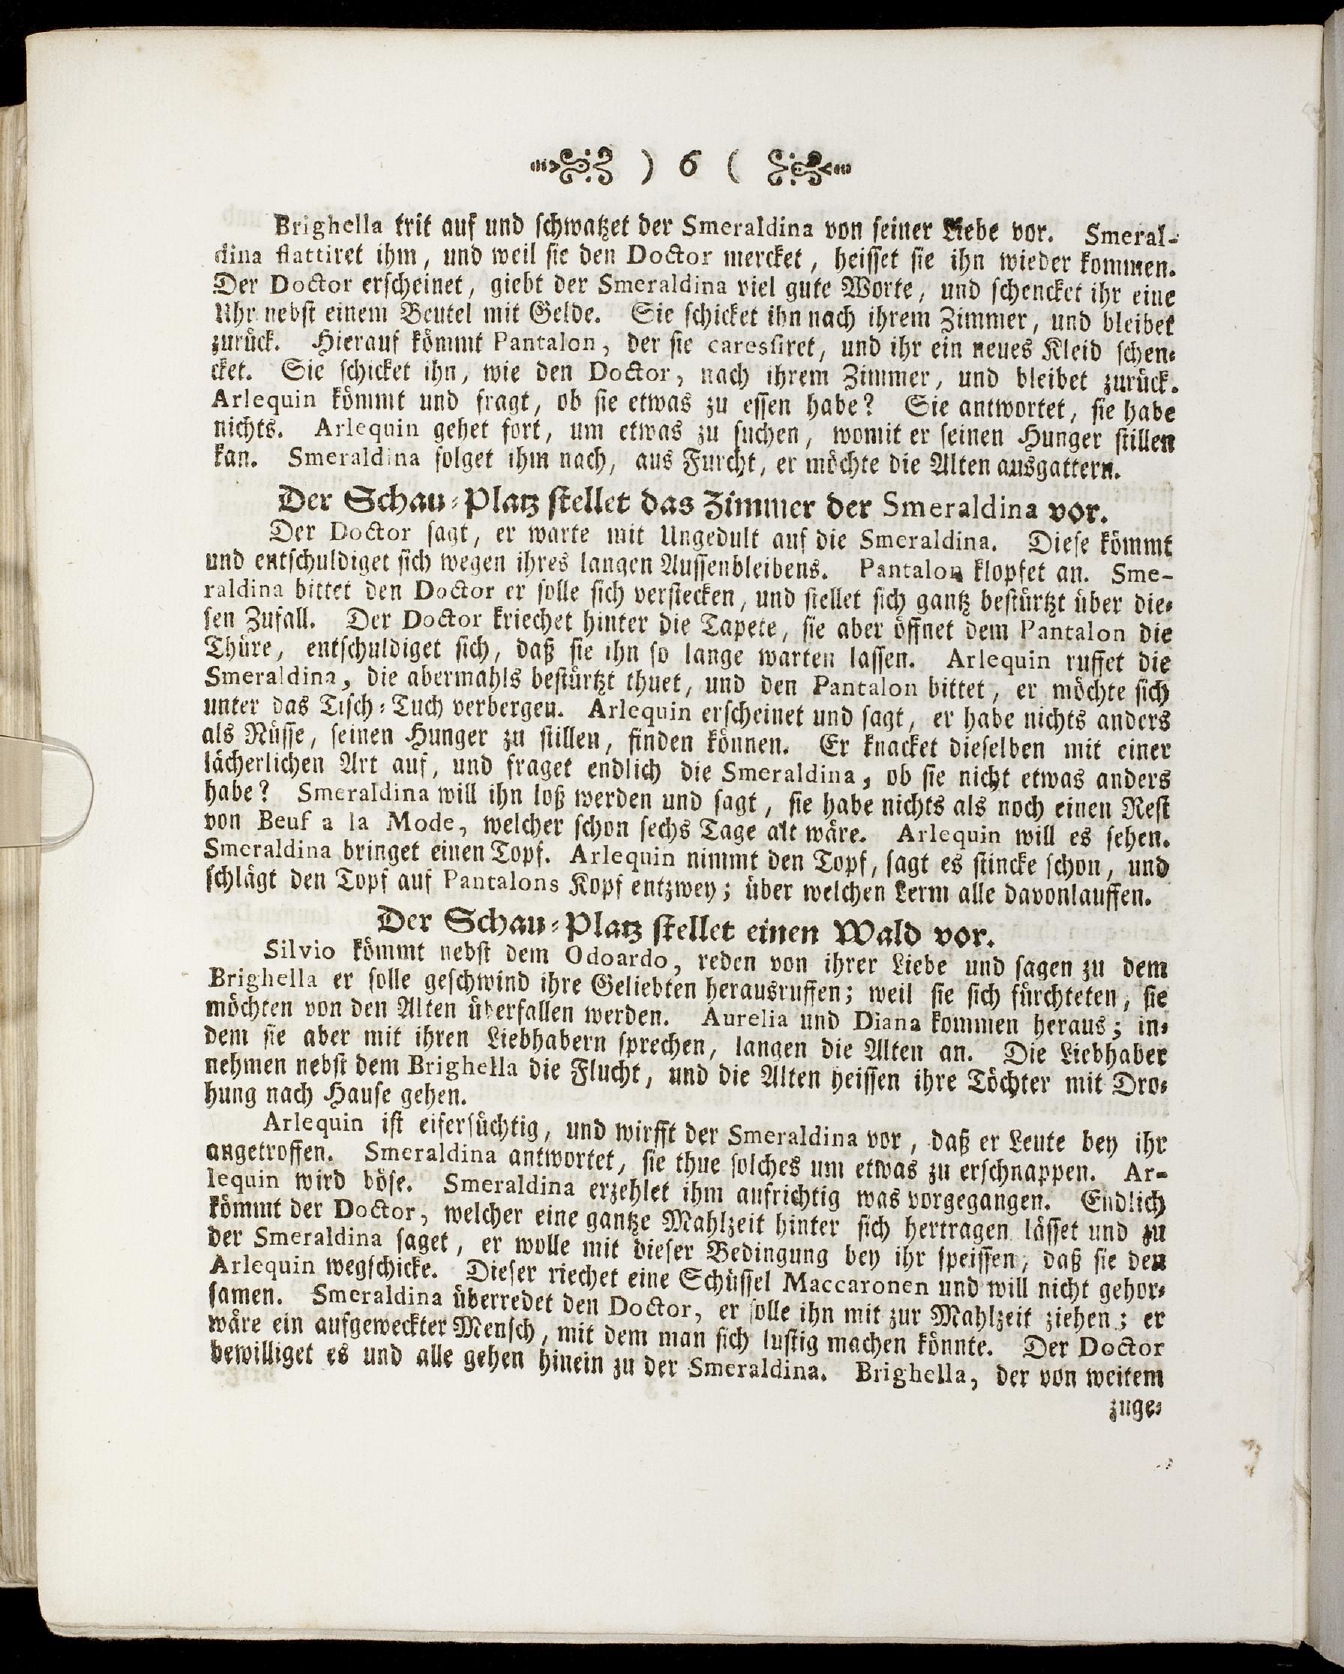 ) 6 (
Brighella trit auf und schwatzet der Smeraldina von seiner Liebe vor. Smeral-
dina flattiret ihm, und weil sie den Doctor mercket, heisset sie ihn wieder kommen.
Der Doctor erscheinet, giebt der Smeraldina viel gute Worte, und schencket ihr eine
Uhr nebst einem Beutel mit Gelde. Sie schicket ihn nach ihrem Zimmer, und bleibet
zurück. Hierauf kömmt Pantalon, der sie caressiret, und ihr ein neues Kleid schen-
cket. Sie schicket ihn, wie den Doctor, nach ihrem Zimmer, und bleibet zurück.
Arlequin kömmt und fragt, ob sie etwas zu essen habe? Sie antwortet, sie habe
nichts. Arlequin gehet fort, um etwas zu suchen, womit er seinen Hunger stillen
kan. Smeraldina folget ihm nach, aus Furcht, er möchte die Alten ausgattern.
Der Schau-Platz stellet das Zimmer der Smeraldina vor.
Der Doctor sagt, er warte mit Ungedult auf die Smeraldina. Diese kömmt
und entschuldiget sich wegen ihres langen Aussenbleibens. Pantalon klopfet an. Sme-
raldina bittet den Doctor er solle sich verstecken, und stellet sich gantz bestürtzt über die-
sen Zufall. Der Doctor kriechet hinter die Tapete, sie aber öffnet dem Pantalon die
Thüre, entschuldiget sich, daß sie ihn so lange warten lassen. Arlequin ruffet die
Smeraldina, die abermahls bestürtzt thuet, und den Pantalon bittet, er möchte sich
unter das Tisch-Tuch verbergen. Arlequin erscheinet und sagt, er habe nichts anders
als Nüsse, seinen Hunger zu stillen, finden können. Er knacket dieselben mit einer
lächerlichen Art auf, und fraget endlich die Smeraldina, ob sie nicht etwas anders
habe? Smeraldina will ihn loß werden und sagt, sie habe nichts als noch einen Rest
von Beuf a la Mode, welcher schon sechs Tage alt wäre. Arlequin will es sehen.
Smeraldina bringet einen Topf. Arlequin nimmt den Topf, sagt es stincke schon, und
schlägt den Topf auf Pantalons Kopf entzwey; über welchen Lerm alle davonlauffen.
Der Schau-Platz stellet einen Wald vor.
Silvio kömmt nebst dem Odoardo, reden von ihrer Liebe und sagen zu dem
Brighella er solle geschwind ihre Geliebten herausruffen; weil sie sich fürchteten, sie
möchten von den Alten überfallen werden. Aurelia und Diana kommen heraus; in-
dem sie aber mit ihren Liebhabern sprechen, langen die Alten an. Die Liebhaber
nehmen nebst dem Brighella die Flucht, und die Alten heissen ihre Töchter mit Dro-
hung nach Hause gehen.
Arlequin ist eifersüchtig, und wirfft der Smeraldina vor, daß er Leute bey ihr
angetroffen. Smeraldina antwortet, sie thue solches um etwas zu erschnappen. Ar-
lequin wird böse. Smeraldina erzehlet ihm aufrichtig was vorgegangen. Endlich
kömmt der Doctor, welcher eine gantze Mahlzeit hinter sich hertragen lässet und zu
der Smeraldina saget, er wolle mit dieser Bedingung bey ihr speissen, daß sie den
Arlequin wegschicke. Dieser riechet eine Schüssel Maccaronen und will nicht gehor-
samen. Smeraldina überredet den Doctor, er solle ihn mit zur Mahlzeit ziehen; er
wäre ein aufgeweckter Mensch, mit dem man sich lustig machen könnte. Der Doctor
bewilliget es und alle gehen hinein zu der Smeraldina. Brighella, der von weitem
zuge-